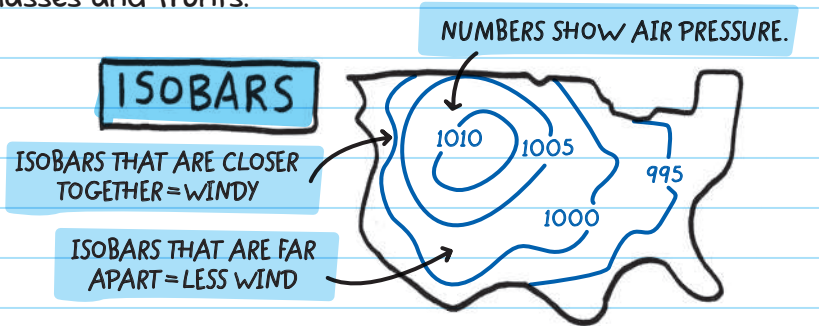 NUMBERS SHOW AIR PRESSURE.
ISOBARS
1010
1005
ISOBARS THAT ARE CLOSER
TOGETHER=WINDY
995
1000
ISOBARS THAT ARE FAR
APART=LESS WIND